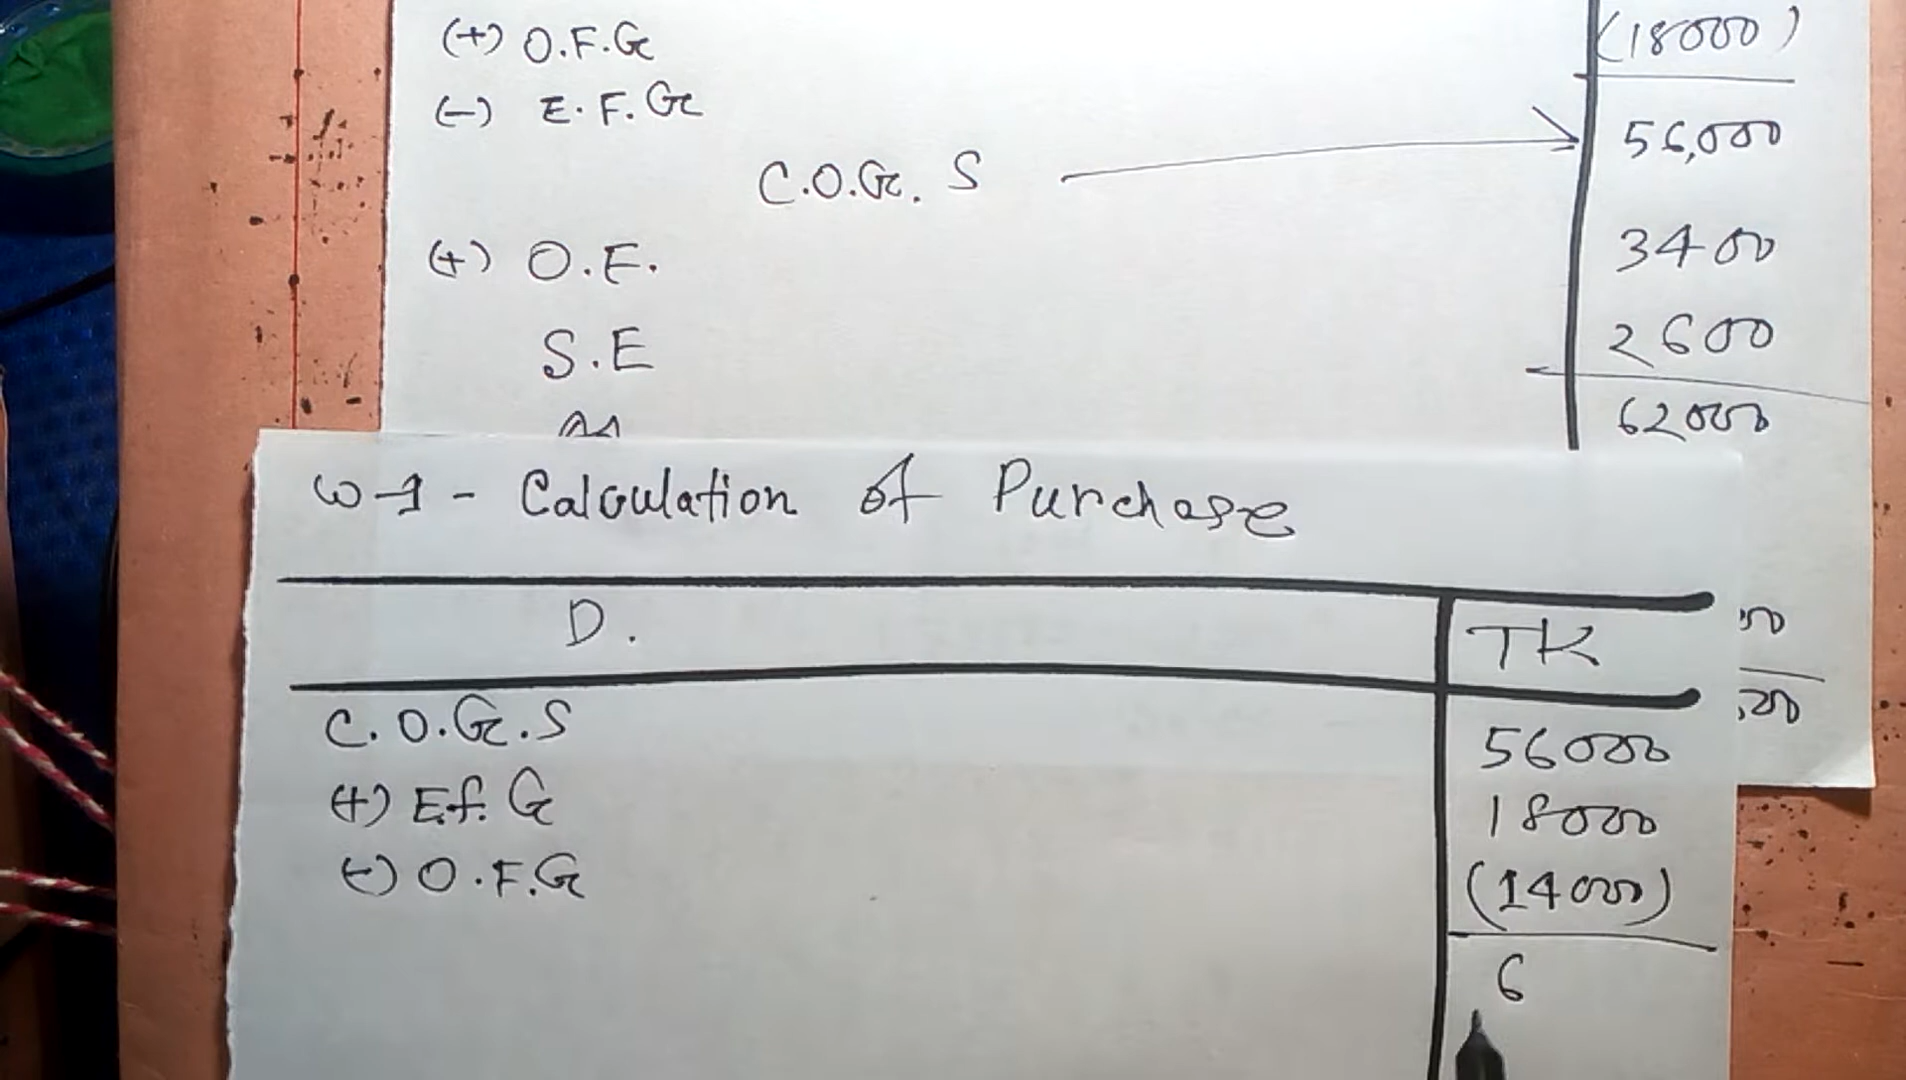 (+) O.F.G (18000)
(-) E.F.G
C.O.G.S 56,000
(+) O.E. 3400
S.E 2600
62000
W-1 - Calculation of Purchase
D. TK
C.O.G.S 56000
(+) E.f.G 18000
(-) O.F.G (14000)
6